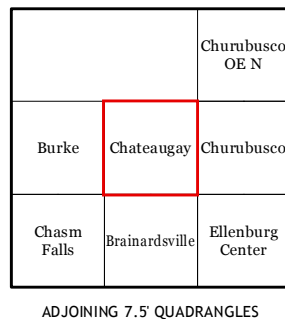 Churubusco
OE N
Burke
Chateaugay
Churubusco
Chasm
Falls
Brainardsville
Ellenburg
Center
ADJOINING 7.5' QUADRANGLES